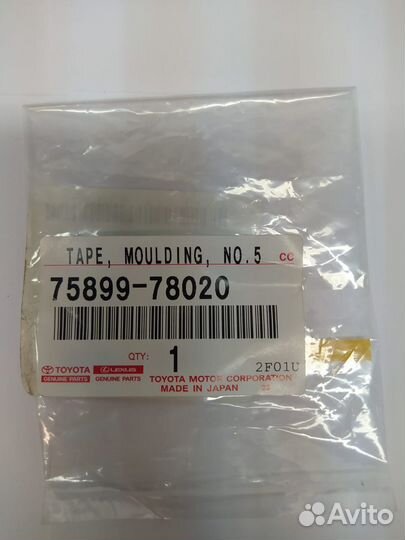 TAPE, MOULDING, NO.5 CC
75899-78020
QTY: 1 2F01U
TOYOTA LEXUS
GENUINE PARTS GENUINE PARTS
TOYOTA MOTOR CORPORATION
MADE IN JAPAN
Avito